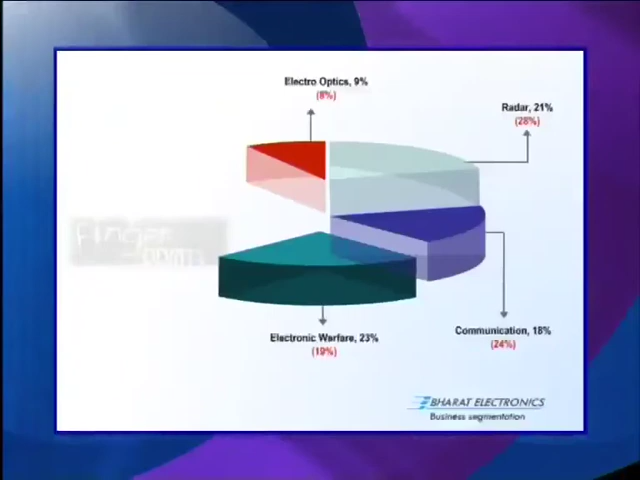 Electro Optics, 9%
(8%)
Radar, 21%
(28%)
Electronic Warfare, 23%
(19%)
Communication, 18%
(24%)
BHARAT ELECTRONICS
Business segmentation